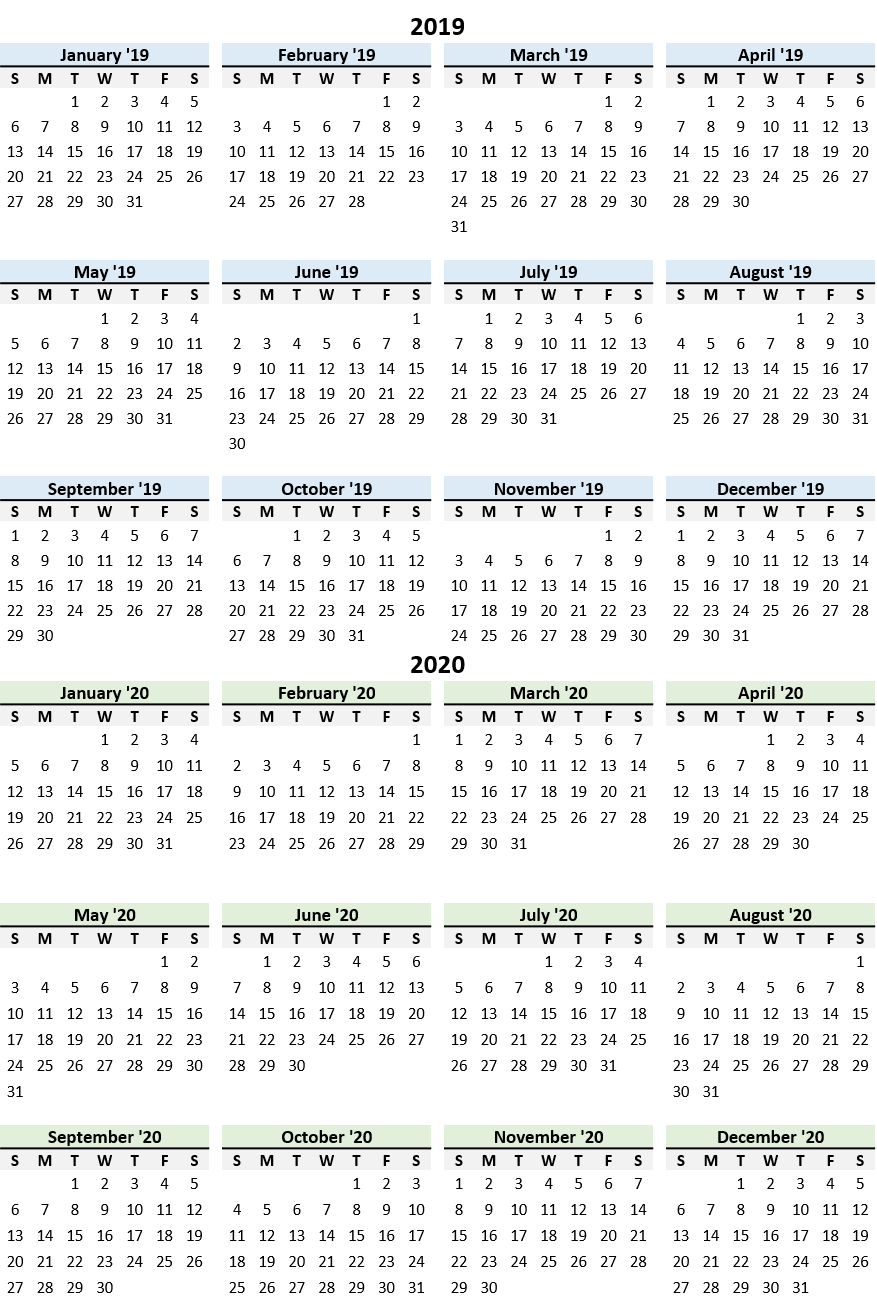 2019
January '19 February '19 March '19 April '19
S M T W T F S S M T W T F S S M T W T F S S M T W T F S
1 2 3 4 5 1 2 1 2 1 2 3 4 5 6
6 7 8 9 10 11 12 3 4 5 6 7 8 9 3 4 5 6 7 8 9 7 8 9 10 11 12 13
13 14 15 16 17 18 19 10 11 12 13 14 15 16 10 11 12 13 14 15 16 14 15 16 17 18 19 20
20 21 22 23 24 25 26 17 18 19 20 21 22 23 17 18 19 20 21 22 23 21 22 23 24 25 26 27
27 28 29 30 31 24 25 26 27 28 24 25 26 27 28 29 30 28 29 30
31
May '19 June '19 July '19 August '19
S M T W T F S S M T W T F S S M T W T F S S M T W T F S
1 2 3 4 1 1 2 3 4 5 6 1 2 3
5 6 7 8 9 10 11 2 3 4 5 6 7 8 7 8 9 10 11 12 13 4 5 6 7 8 9 10
12 13 14 15 16 17 18 9 10 11 12 13 14 15 14 15 16 17 18 19 20 11 12 13 14 15 16 17
19 20 21 22 23 24 25 16 17 18 19 20 21 22 21 22 23 24 25 26 27 18 19 20 21 22 23 24
26 27 28 29 30 31 23 24 25 26 27 28 29 28 29 30 31 25 26 27 28 29 30 31
30
September '19 October '19 November '19 December '19
S M T W T F S S M T W T F S S M T W T F S S M T W T F S
1 2 3 4 5 6 7 1 2 3 4 5 1 2 1 2 3 4 5 6 7
8 9 10 11 12 13 14 6 7 8 9 10 11 12 3 4 5 6 7 8 9 8 9 10 11 12 13 14
15 16 17 18 19 20 21 13 14 15 16 17 18 19 10 11 12 13 14 15 16 15 16 17 18 19 20 21
22 23 24 25 26 27 28 20 21 22 23 24 25 26 17 18 19 20 21 22 23 22 23 24 25 26 27 28
29 30 27 28 29 30 31 24 25 26 27 28 29 30 29 30 31
2020
January '20 February '20 March '20 April '20
S M T W T F S S M T W T F S S M T W T F S S M T W T F S
1 2 3 4 1 1 2 3 4 5 6 7 1 2 3 4
5 6 7 8 9 10 11 2 3 4 5 6 7 8 8 9 10 11 12 13 14 5 6 7 8 9 10 11
12 13 14 15 16 17 18 9 10 11 12 13 14 15 15 16 17 18 19 20 21 12 13 14 15 16 17 18
19 20 21 22 23 24 25 16 17 18 19 20 21 22 22 23 24 25 26 27 28 19 20 21 22 23 24 25
26 27 28 29 30 31 23 24 25 26 27 28 29 29 30 31 26 27 28 29 30
May '20 June '20 July '20 August '20
S M T W T F S S M T W T F S S M T W T F S S M T W T F S
1 2 1 2 3 4 5 6 1 2 3 4 1
3 4 5 6 7 8 9 7 8 9 10 11 12 13 5 6 7 8 9 10 11 2 3 4 5 6 7 8
10 11 12 13 14 15 16 14 15 16 17 18 19 20 12 13 14 15 16 17 18 9 10 11 12 13 14 15
17 18 19 20 21 22 23 21 22 23 24 25 26 27 19 20 21 22 23 24 25 16 17 18 19 20 21 22
24 25 26 27 28 29 30 28 29 30 26 27 28 29 30 31 23 24 25 26 27 28 29
31 30 31
September '20 October '20 November '20 December '20
S M T W T F S S M T W T F S S M T W T F S S M T W T F S
1 2 3 4 5 1 2 3 1 2 3 4 5 6 7 1 2 3 4 5
6 7 8 9 10 11 12 4 5 6 7 8 9 10 8 9 10 11 12 13 14 6 7 8 9 10 11 12
13 14 15 16 17 18 19 11 12 13 14 15 16 17 15 16 17 18 19 20 21 13 14 15 16 17 18 19
20 21 22 23 24 25 26 18 19 20 21 22 23 24 22 23 24 25 26 27 28 20 21 22 23 24 25 26
27 28 29 30 25 26 27 28 29 30 31 29 30 27 28 29 30 31